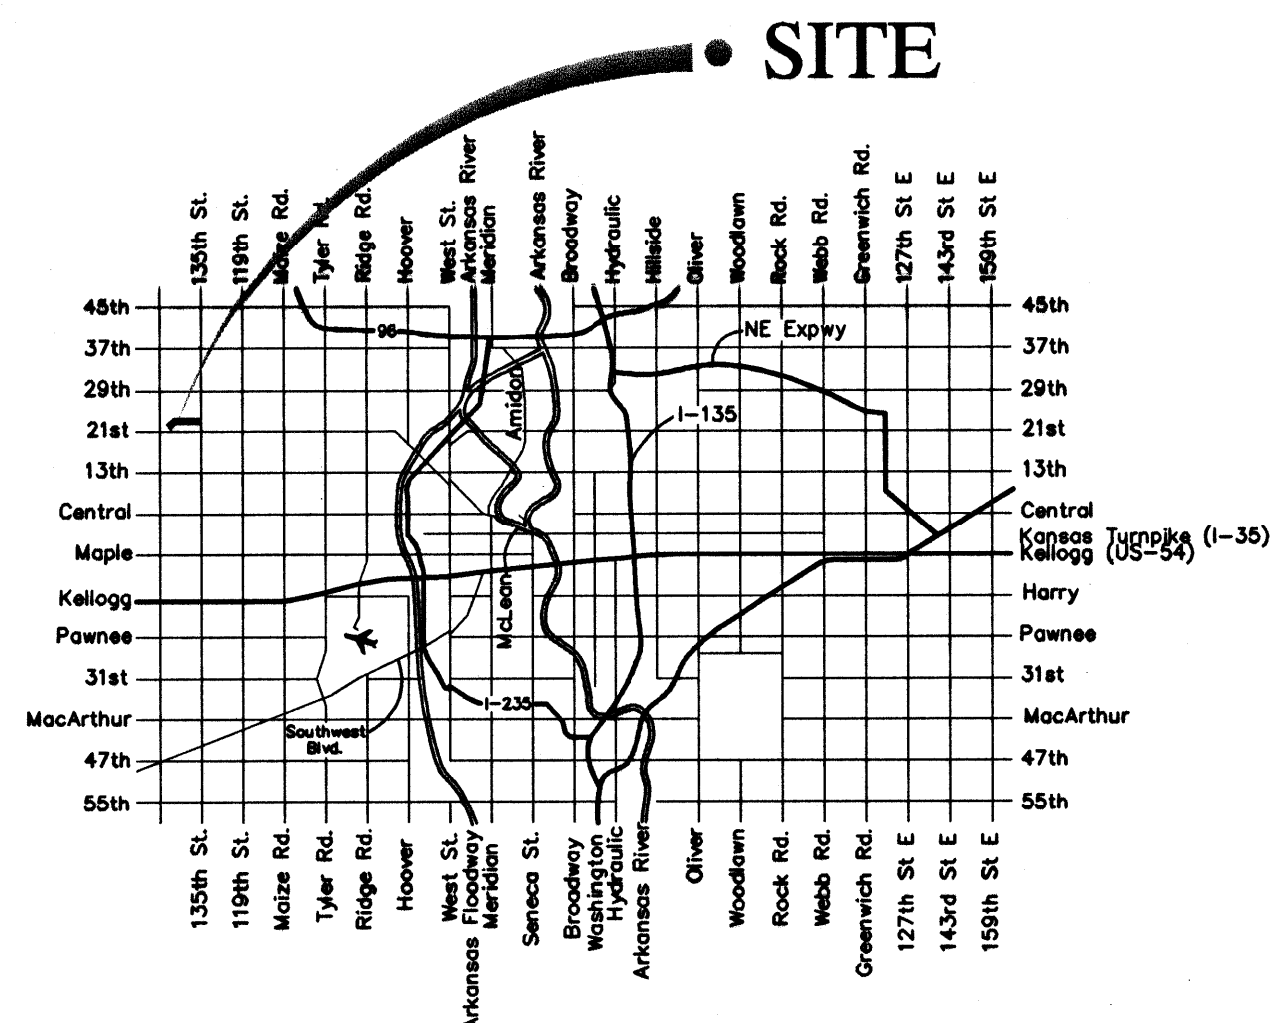 SITE
135th St.
119th St.
Maize Rd.
Tyler Rd.
Ridge Rd.
Hoover
West St.
Arkansas River
Meridian
Arkansas River
Broadway
Hydraulic
Hillside
Oliver
Woodlawn
Rock Rd.
Webb Rd.
Greenwich Rd.
127th St E
143rd St E
159th St E
45th
45th
96
NE Expwy
37th
37th
29th
29th
Amidon
I-135
21st
21st
13th
13th
Central
Central
Kansas Turnpike (I-35)
Maple
Kellogg (US-54)
Kellogg
McLean
Harry
Pawnee
Pawnee
31st
31st
I-235
MacArthur
MacArthur
Southwest
Blvd.
47th
47th
55th
55th
135th St.
119th St.
Maize Rd.
Tyler Rd.
Ridge Rd.
Hoover
West St.
Arkansas Floodway
Meridian
Seneca St.
Broadway
Washington
Hydraulic
Arkansas River
Oliver
Woodlawn
Rock Rd.
Webb Rd.
Greenwich Rd.
127th St E
143rd St E
159th St E